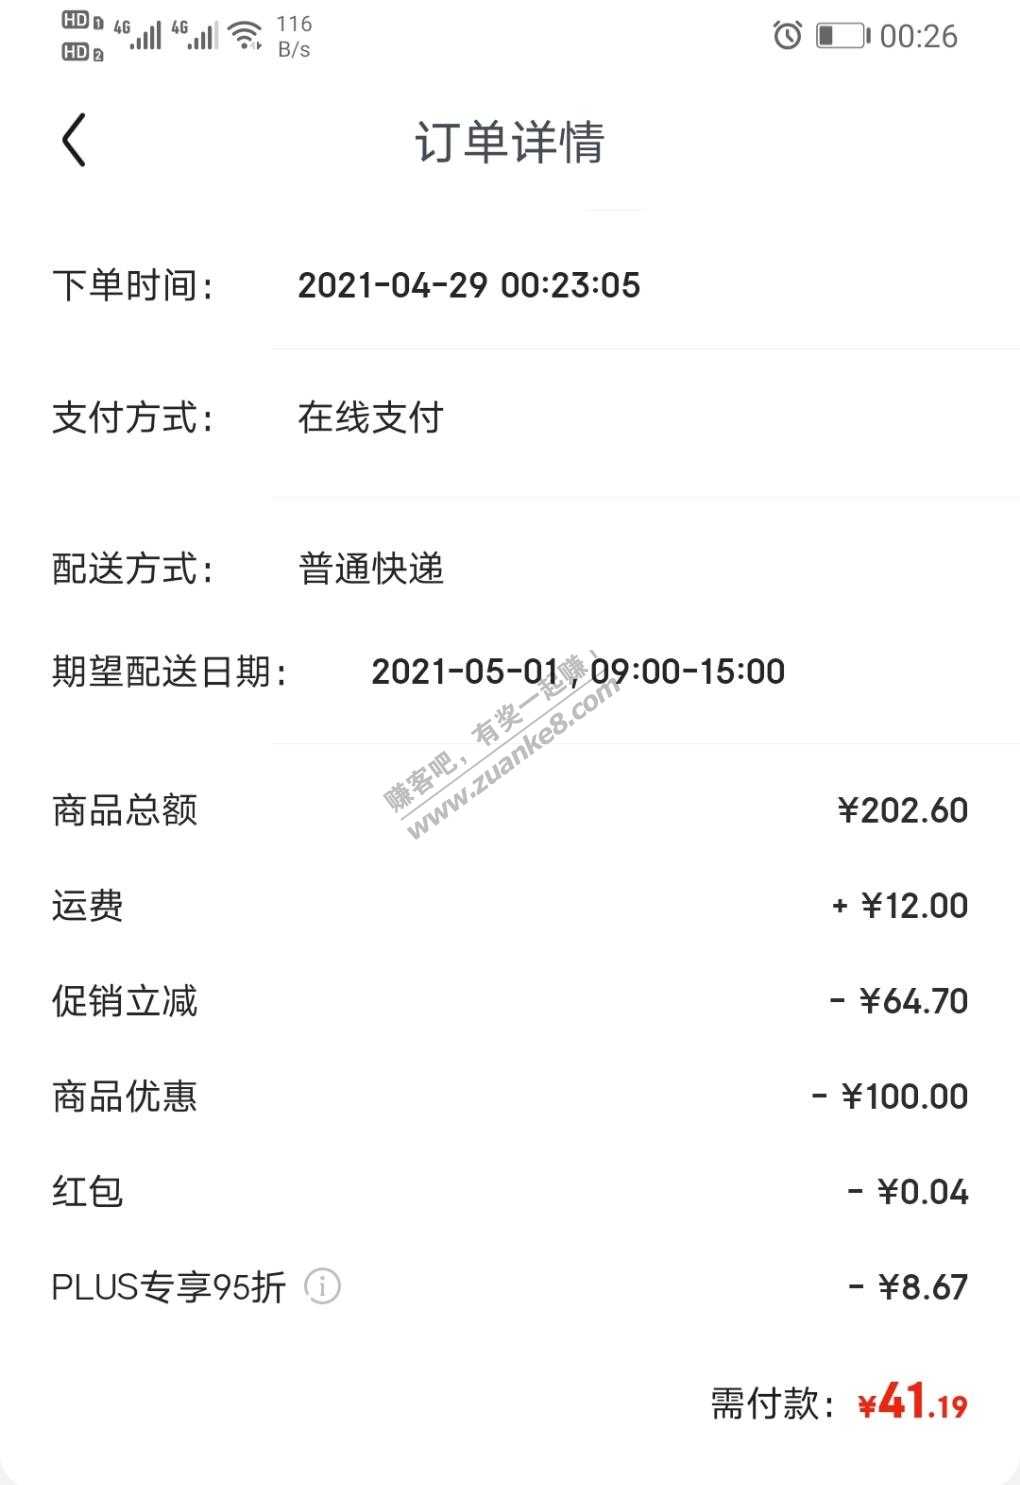 HD 1 4G 4G 116
HD 2 B/s
00:26
订单详情
下单时间： 2021-04-29 00:23:05
支付方式： 在线支付
配送方式： 普通快递
期望配送日期： 2021-05-01 , 09:00-15:00
赚客吧，有奖一起赚！
www.zuanke8.com
商品总额 ¥202.60
运费 + ¥12.00
促销立减 - ¥64.70
商品优惠 - ¥100.00
红包 - ¥0.04
PLUS专享95折 - ¥8.67
需付款： ¥41.19